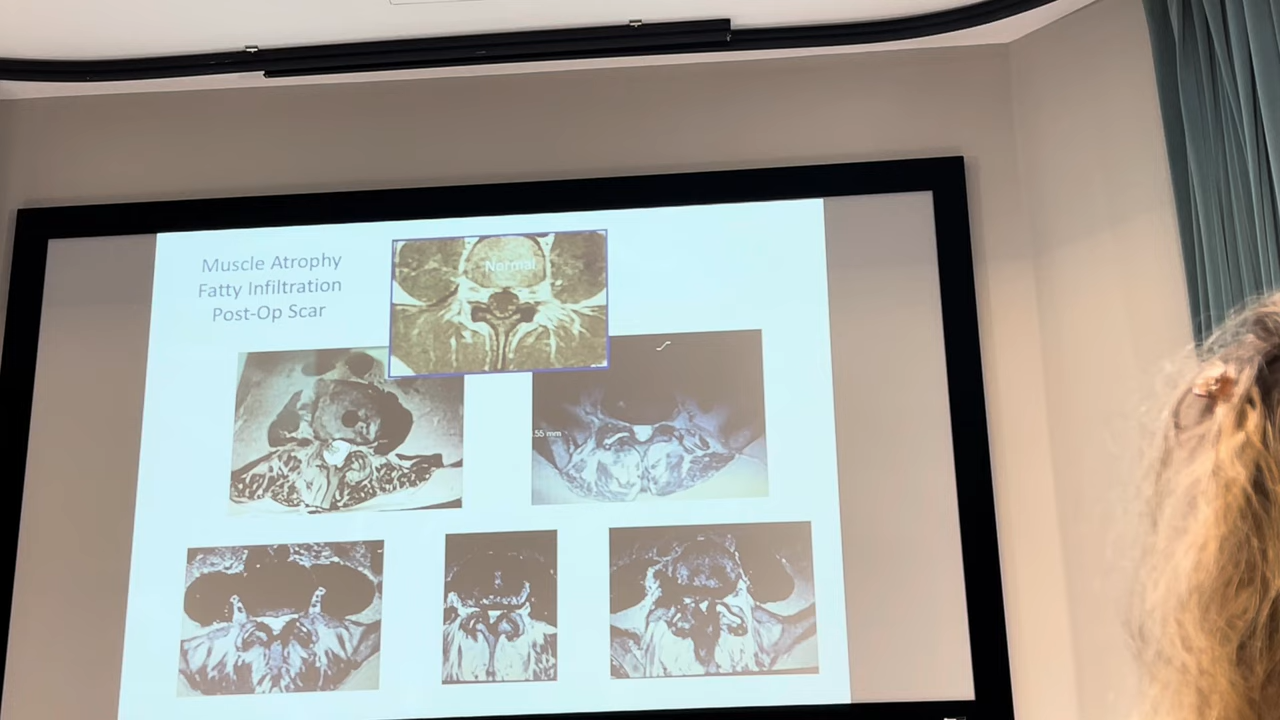 Muscle Atrophy
Fatty Infiltration
Post-Op Scar
Normal
.55 mm